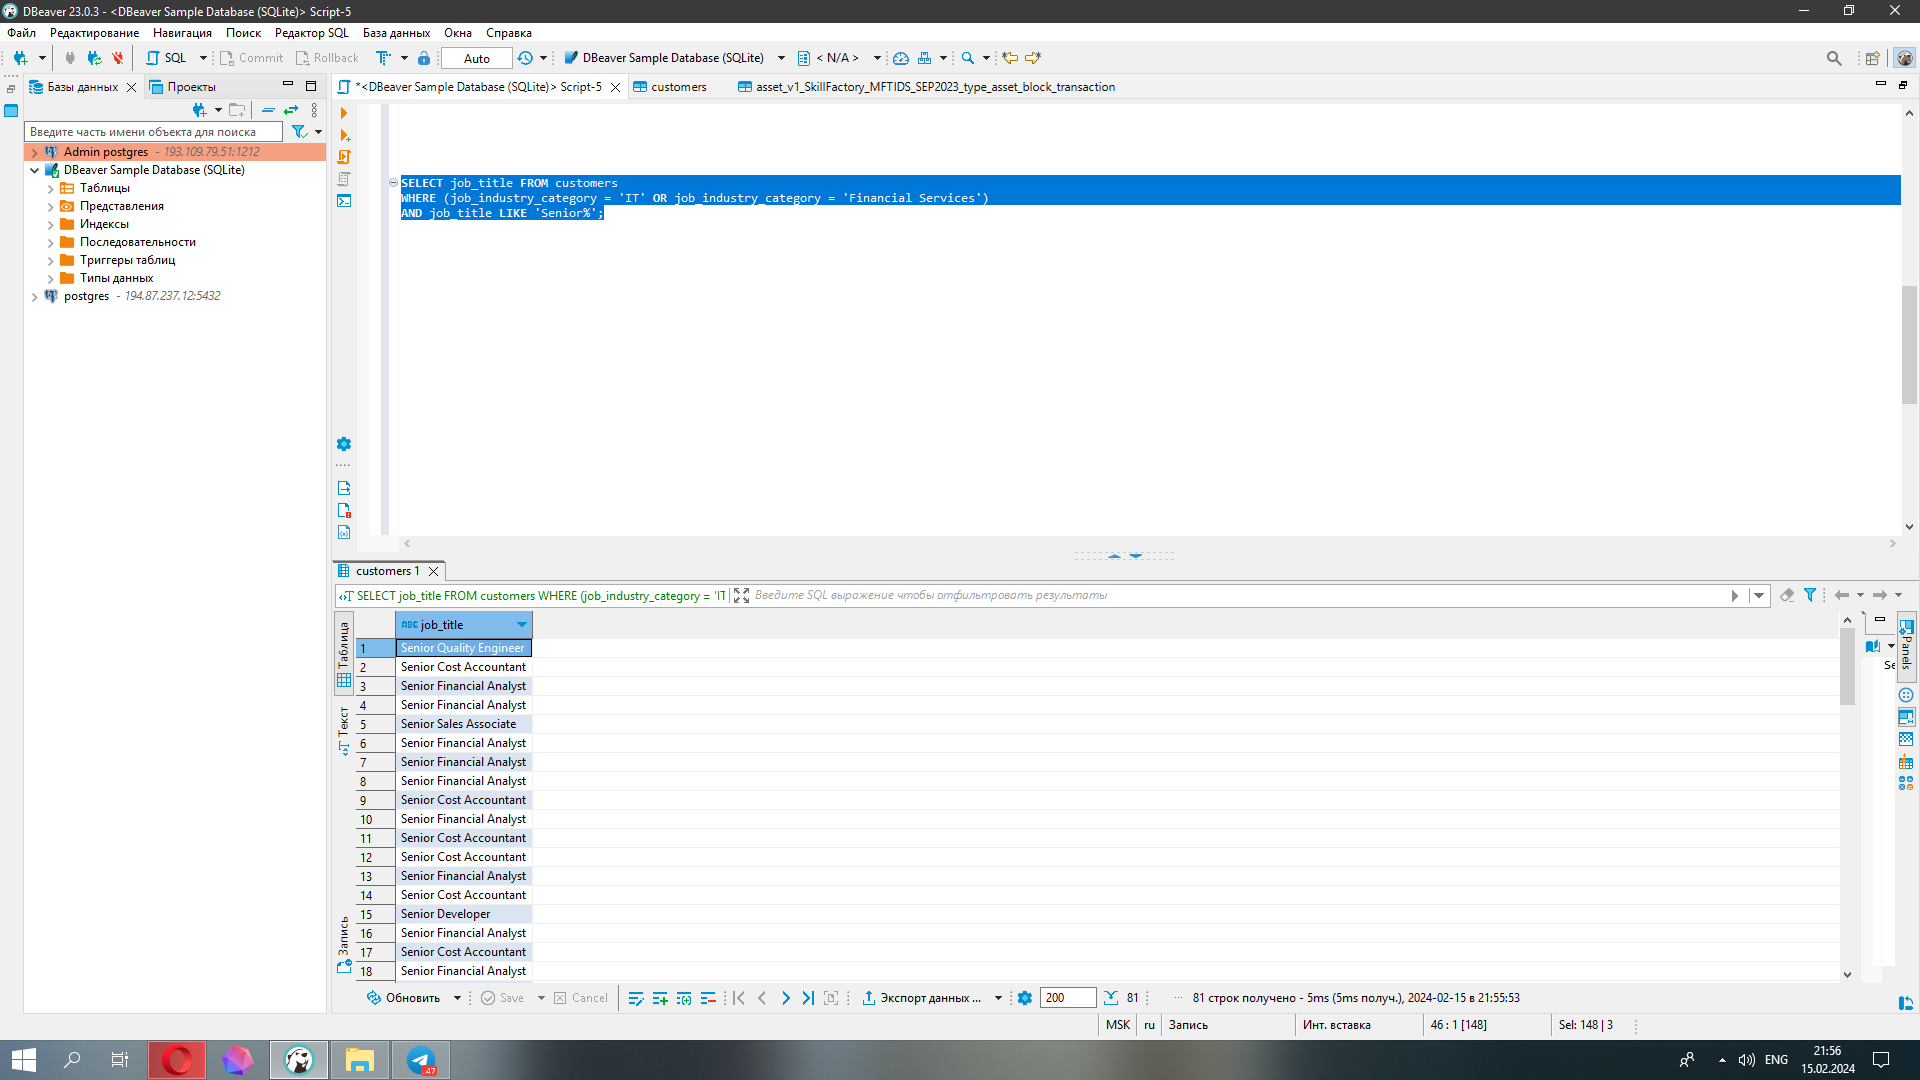 DBeaver 23.0.3 - <DBeaver Sample Database (SQLite)> Script-5
Файл Редактирование Навигация Поиск Редактор SQL База данных Окна Справка
SQL Commit Rollback Auto DBeaver Sample Database (SQLite) < N/A >
Базы данных Проекты
*<DBeaver Sample Database (SQLite)> Script-5 customers asset_v1_SkillFactory_MFTIDS_SEP2023_type_asset_block_transaction
Введите часть имени объекта для поиска
Admin postgres - 193.109.79.51:1212
DBeaver Sample Database (SQLite)
Таблицы
Представления
Индексы
Последовательности
Триггеры таблиц
Типы данных
postgres - 194.87.237.12:5432
SELECT job_title FROM customers
WHERE (job_industry_category = 'IT' OR job_industry_category = 'Financial Services')
AND job_title LIKE 'Senior%';
customers 1
SELECT job_title FROM customers WHERE (job_industry_category = 'IT
Введите SQL выражение чтобы отфильтровать результаты
Таблица
Текст
Запись
ABC job_title
1 Senior Quality Engineer
2 Senior Cost Accountant
3 Senior Financial Analyst
4 Senior Financial Analyst
5 Senior Sales Associate
6 Senior Financial Analyst
7 Senior Financial Analyst
8 Senior Financial Analyst
9 Senior Cost Accountant
10 Senior Financial Analyst
11 Senior Cost Accountant
12 Senior Cost Accountant
13 Senior Financial Analyst
14 Senior Cost Accountant
15 Senior Developer
16 Senior Financial Analyst
17 Senior Cost Accountant
18 Senior Financial Analyst
Panels
Se
Обновить Save Cancel Экспорт данных ... 200 81 ... 81 строк получено - 5ms (5ms получ.), 2024-02-15 в 21:55:53
MSK ru Запись Инт. вставка 46 : 1 [148] Sel: 148 | 3
47
ENG
21:56
15.02.2024